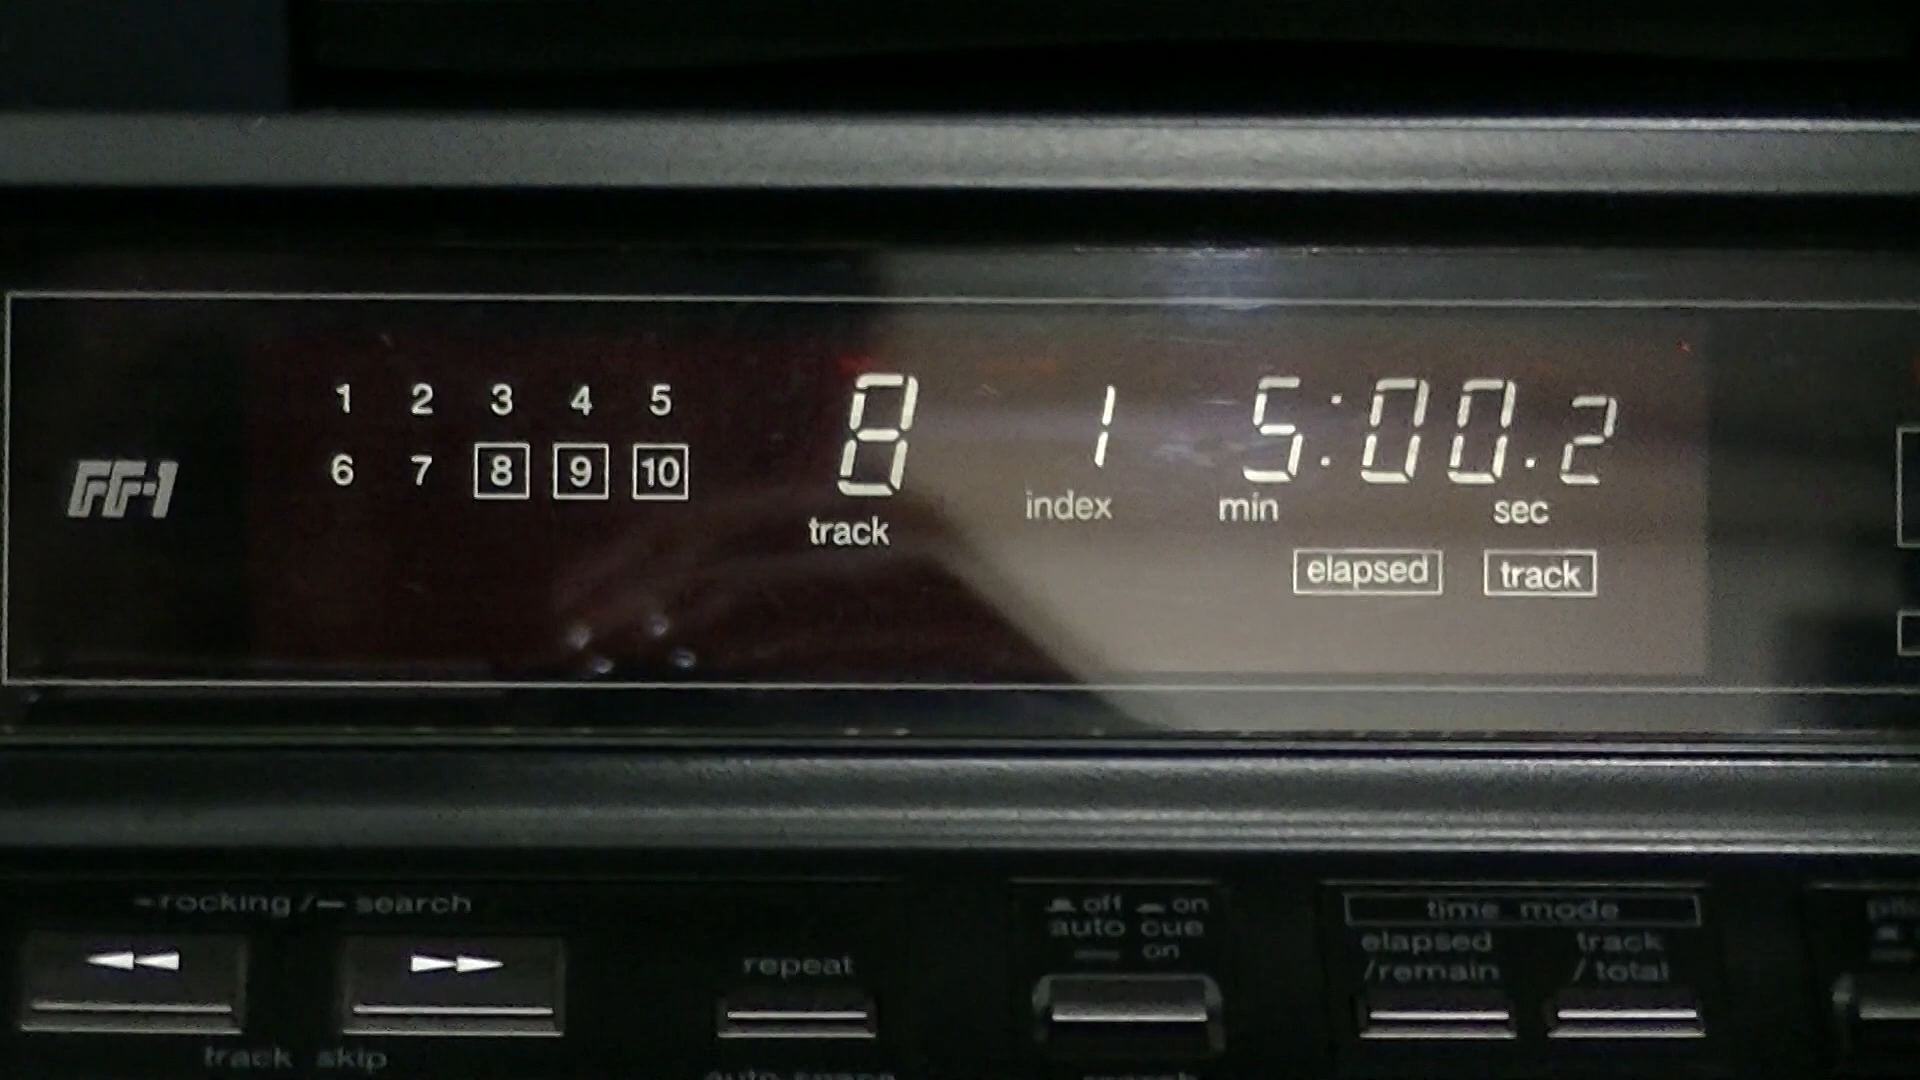 1 2 3 4 5
6 7 8 9 10
FF-1
8 1 5:00.2
track index min sec
elapsed track
rocking / search
off on
auto cue
on
time mode
elapsed /remain
track / total
repeat
track skip
auto space